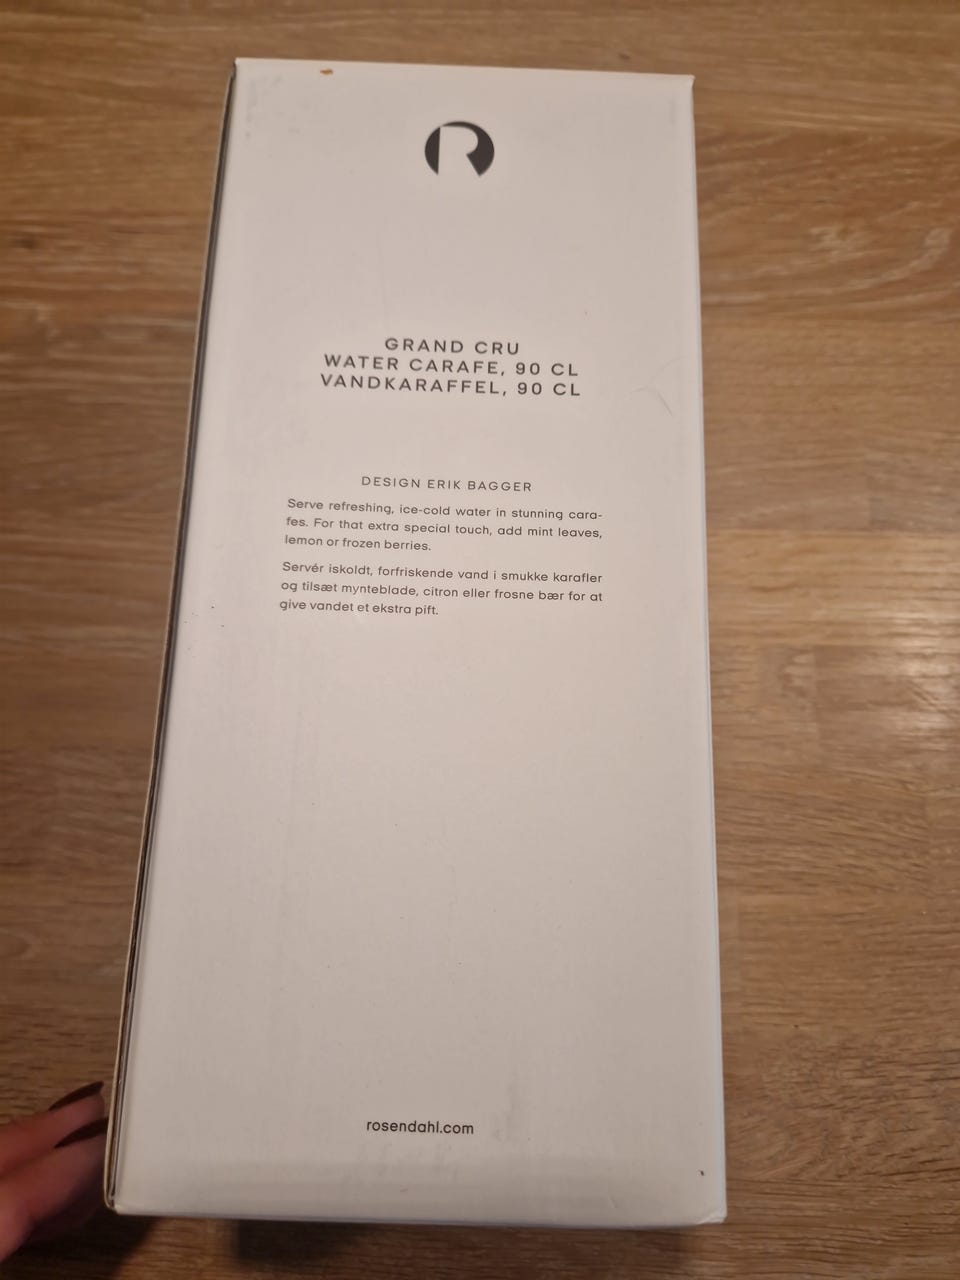 R
GRAND CRU
WATER CARAFE, 90 CL
VANDKARAFFEL, 90 CL
DESIGN ERIK BAGGER
Serve refreshing, ice-cold water in stunning cara-
fes. For that extra special touch, add mint leaves,
lemon or frozen berries.
Servér iskoldt, forfriskende vand i smukke karafler
og tilsæt mynteblade, citron eller frosne bær for at
give vandet et ekstra pift.
rosendahl.com